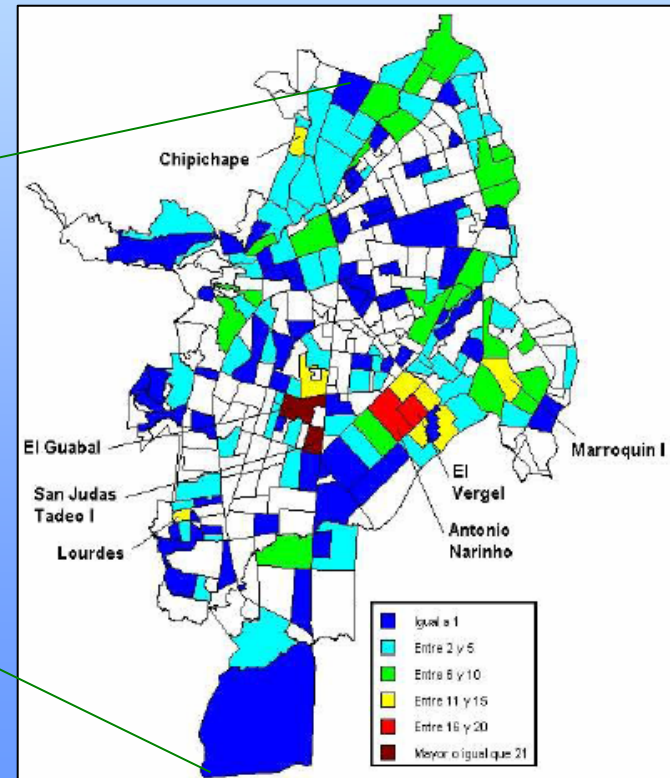 Chipichape
El Guabal
San Judas
Tadeo I
Lourdes
Marroquin I
El
Vergel
Antonio
Narinho
Igual a 1
Entre 2 y 5
Entre 6 y 10
Entre 11 y 15
Entre 16 y 20
Mayor o igual que 21